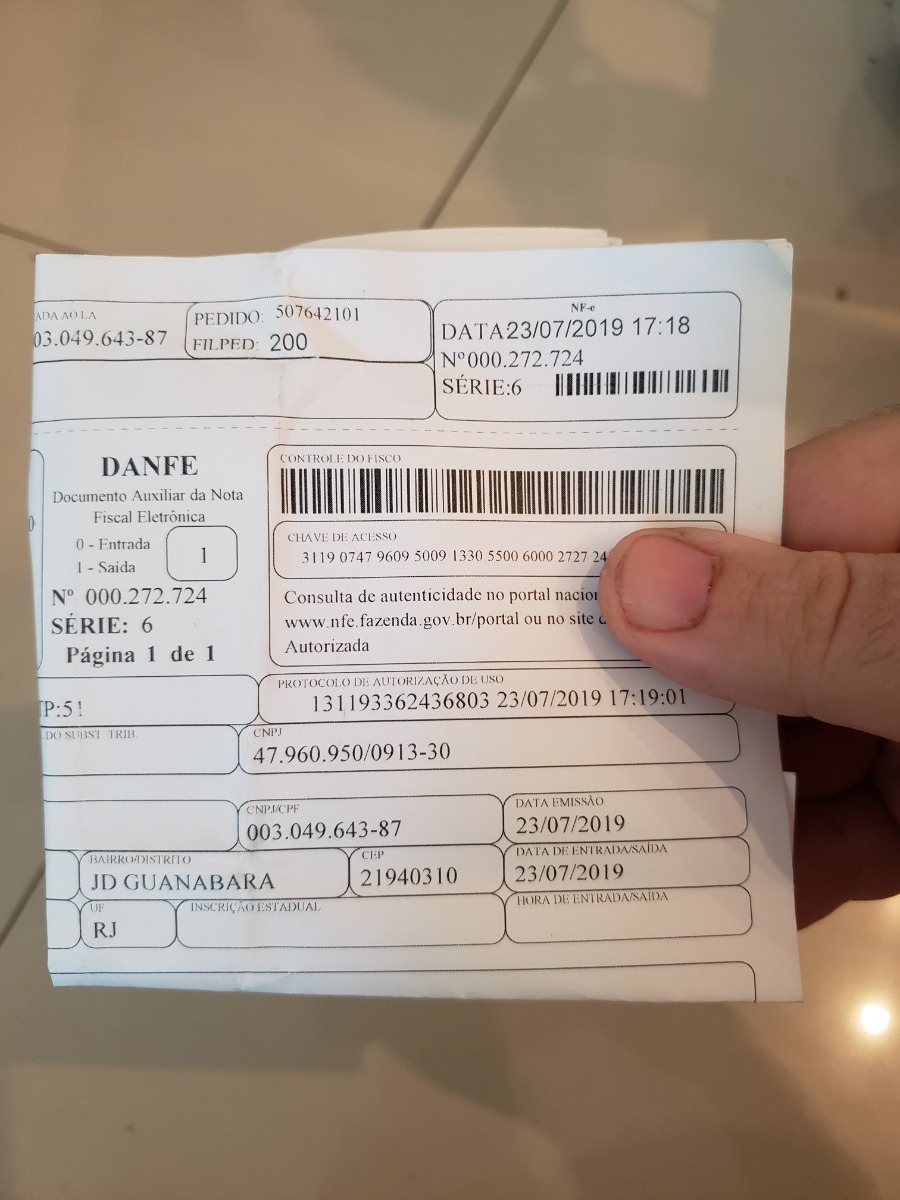 ADA AO LA
03.049.643-87
PEDIDO: 507642101
FILPED: 200
NF-e
DATA23/07/2019 17:18
Nº000.272.724
SÉRIE:6
DANFE
Documento Auxiliar da Nota
Fiscal Eletrônica
0 - Entrada
1 - Saída
1
Nº 000.272.724
SÉRIE: 6
Página 1 de 1
CONTROLE DO FISCO
CHAVE DE ACESSO
3119 0747 9609 5009 1330 5500 6000 2727 24
Consulta de autenticidade no portal nacion
www.nfe.fazenda.gov.br/portal ou no site
Autorizada
PROTOCOLO DE AUTORIZAÇÃO DE USO
131193362436803 23/07/2019 17:19:01
TP:5!
DO SUBST. TRIB.
CNPJ
47.960.950/0913-30
CNPJ/CPF
003.049.643-87
DATA EMISSÃO
23/07/2019
BAIRRO/DISTRITO
JD GUANABARA
CEP
21940310
DATA DE ENTRADA/SAÍDA
23/07/2019
UF
RJ
INSCRIÇÃO ESTADUAL
HORA DE ENTRADA/SAÍDA